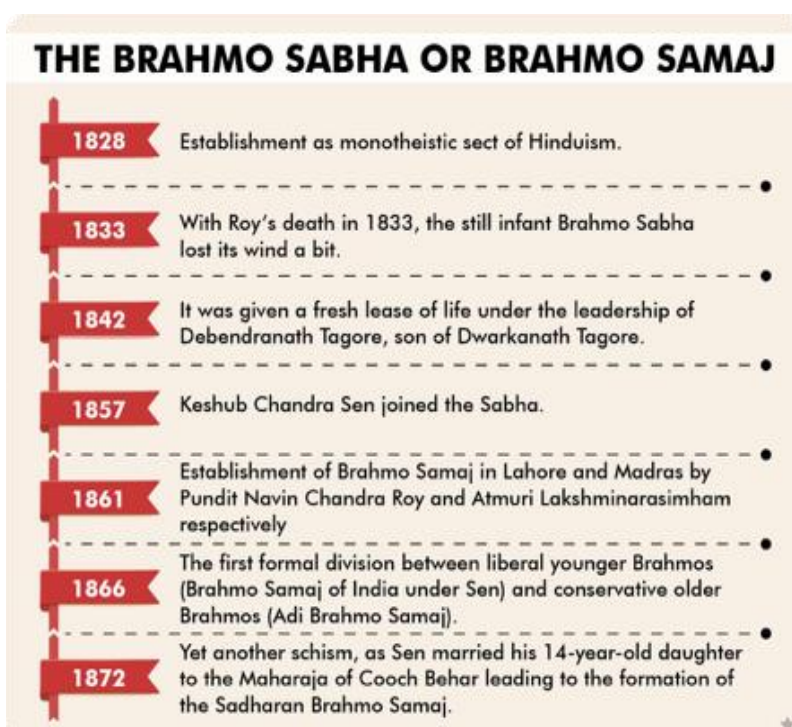 THE BRAHMO SABHA OR BRAHMO SAMAJ
1828
Establishment as monotheistic sect of Hinduism.
1833
With Roy's death in 1833, the still infant Brahmo Sabha
lost its wind a bit.
1842
It was given a fresh lease of life under the leadership of
Debendranath Tagore, son of Dwarkanath Tagore.
1857
Keshub Chandra Sen joined the Sabha.
1861
Establishment of Brahmo Samaj in Lahore and Madras by
Pundit Navin Chandra Roy and Atmuri Lakshminarasimham
respectively
1866
The first formal division between liberal younger Brahmos
(Brahmo Samaj of India under Sen) and conservative older
Brahmos (Adi Brahmo Samaj).
1872
Yet another schism, as Sen married his 14-year-old daughter
to the Maharaja of Cooch Behar leading to the formation of
the Sadharan Brahmo Samaj.